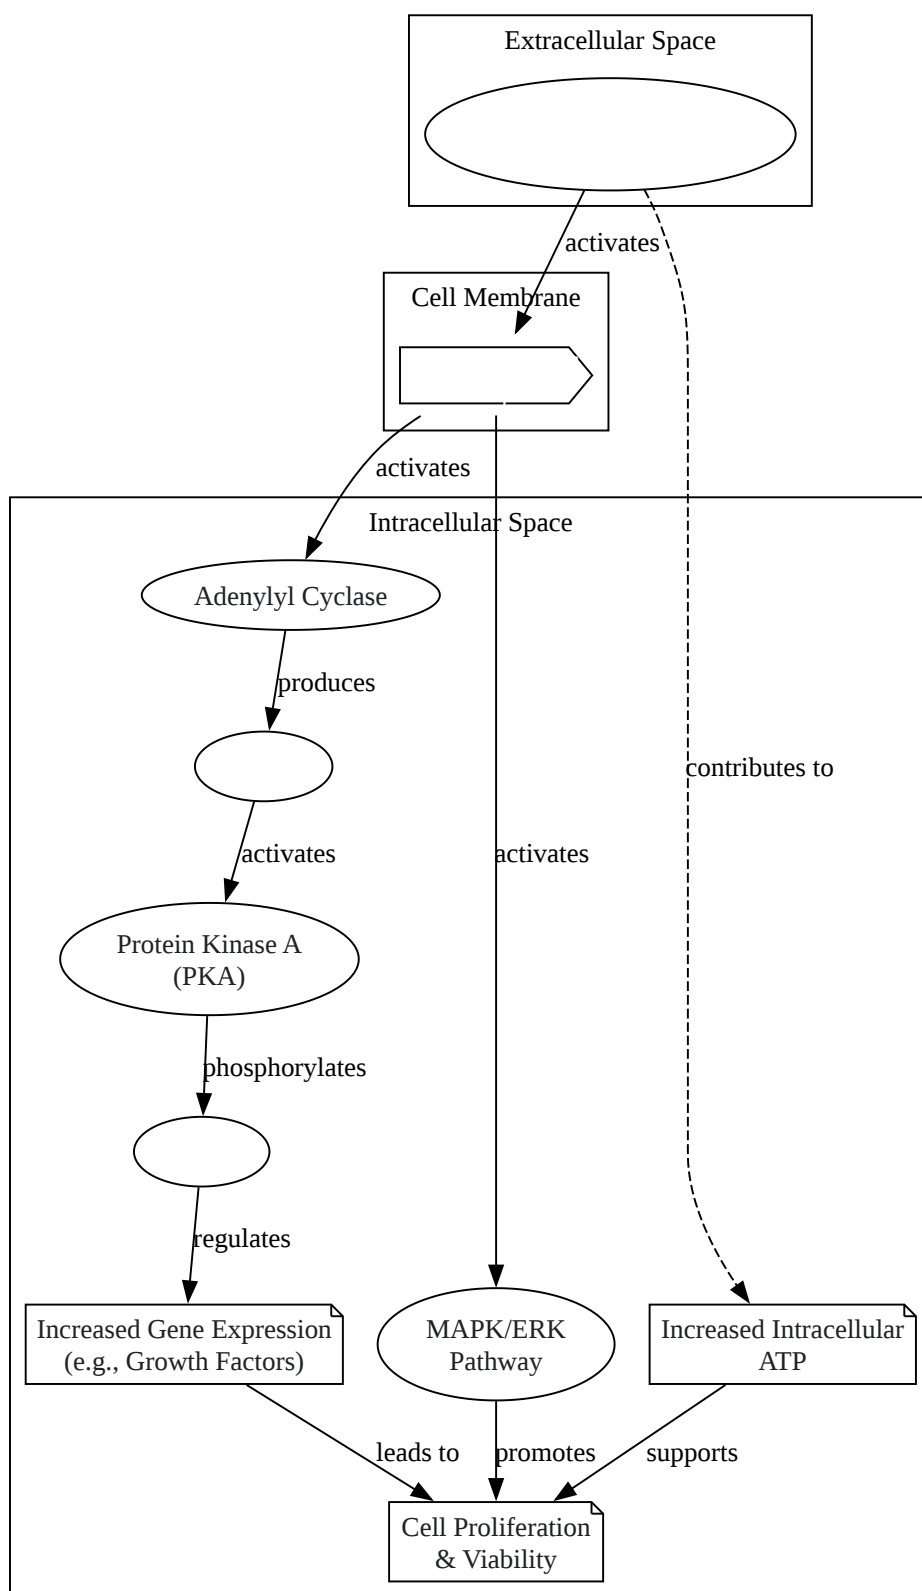 Extracellular Space
activates
Cell Membrane
activates
Intracellular Space
Adenylyl Cyclase
produces
contributes to
activates
activates
Protein Kinase A
(PKA)
phosphorylates
regulates
Increased Gene Expression
(e.g., Growth Factors)
MAPK/ERK
Pathway
Increased Intracellular
ATP
leads to
promotes
supports
Cell Proliferation
& Viability